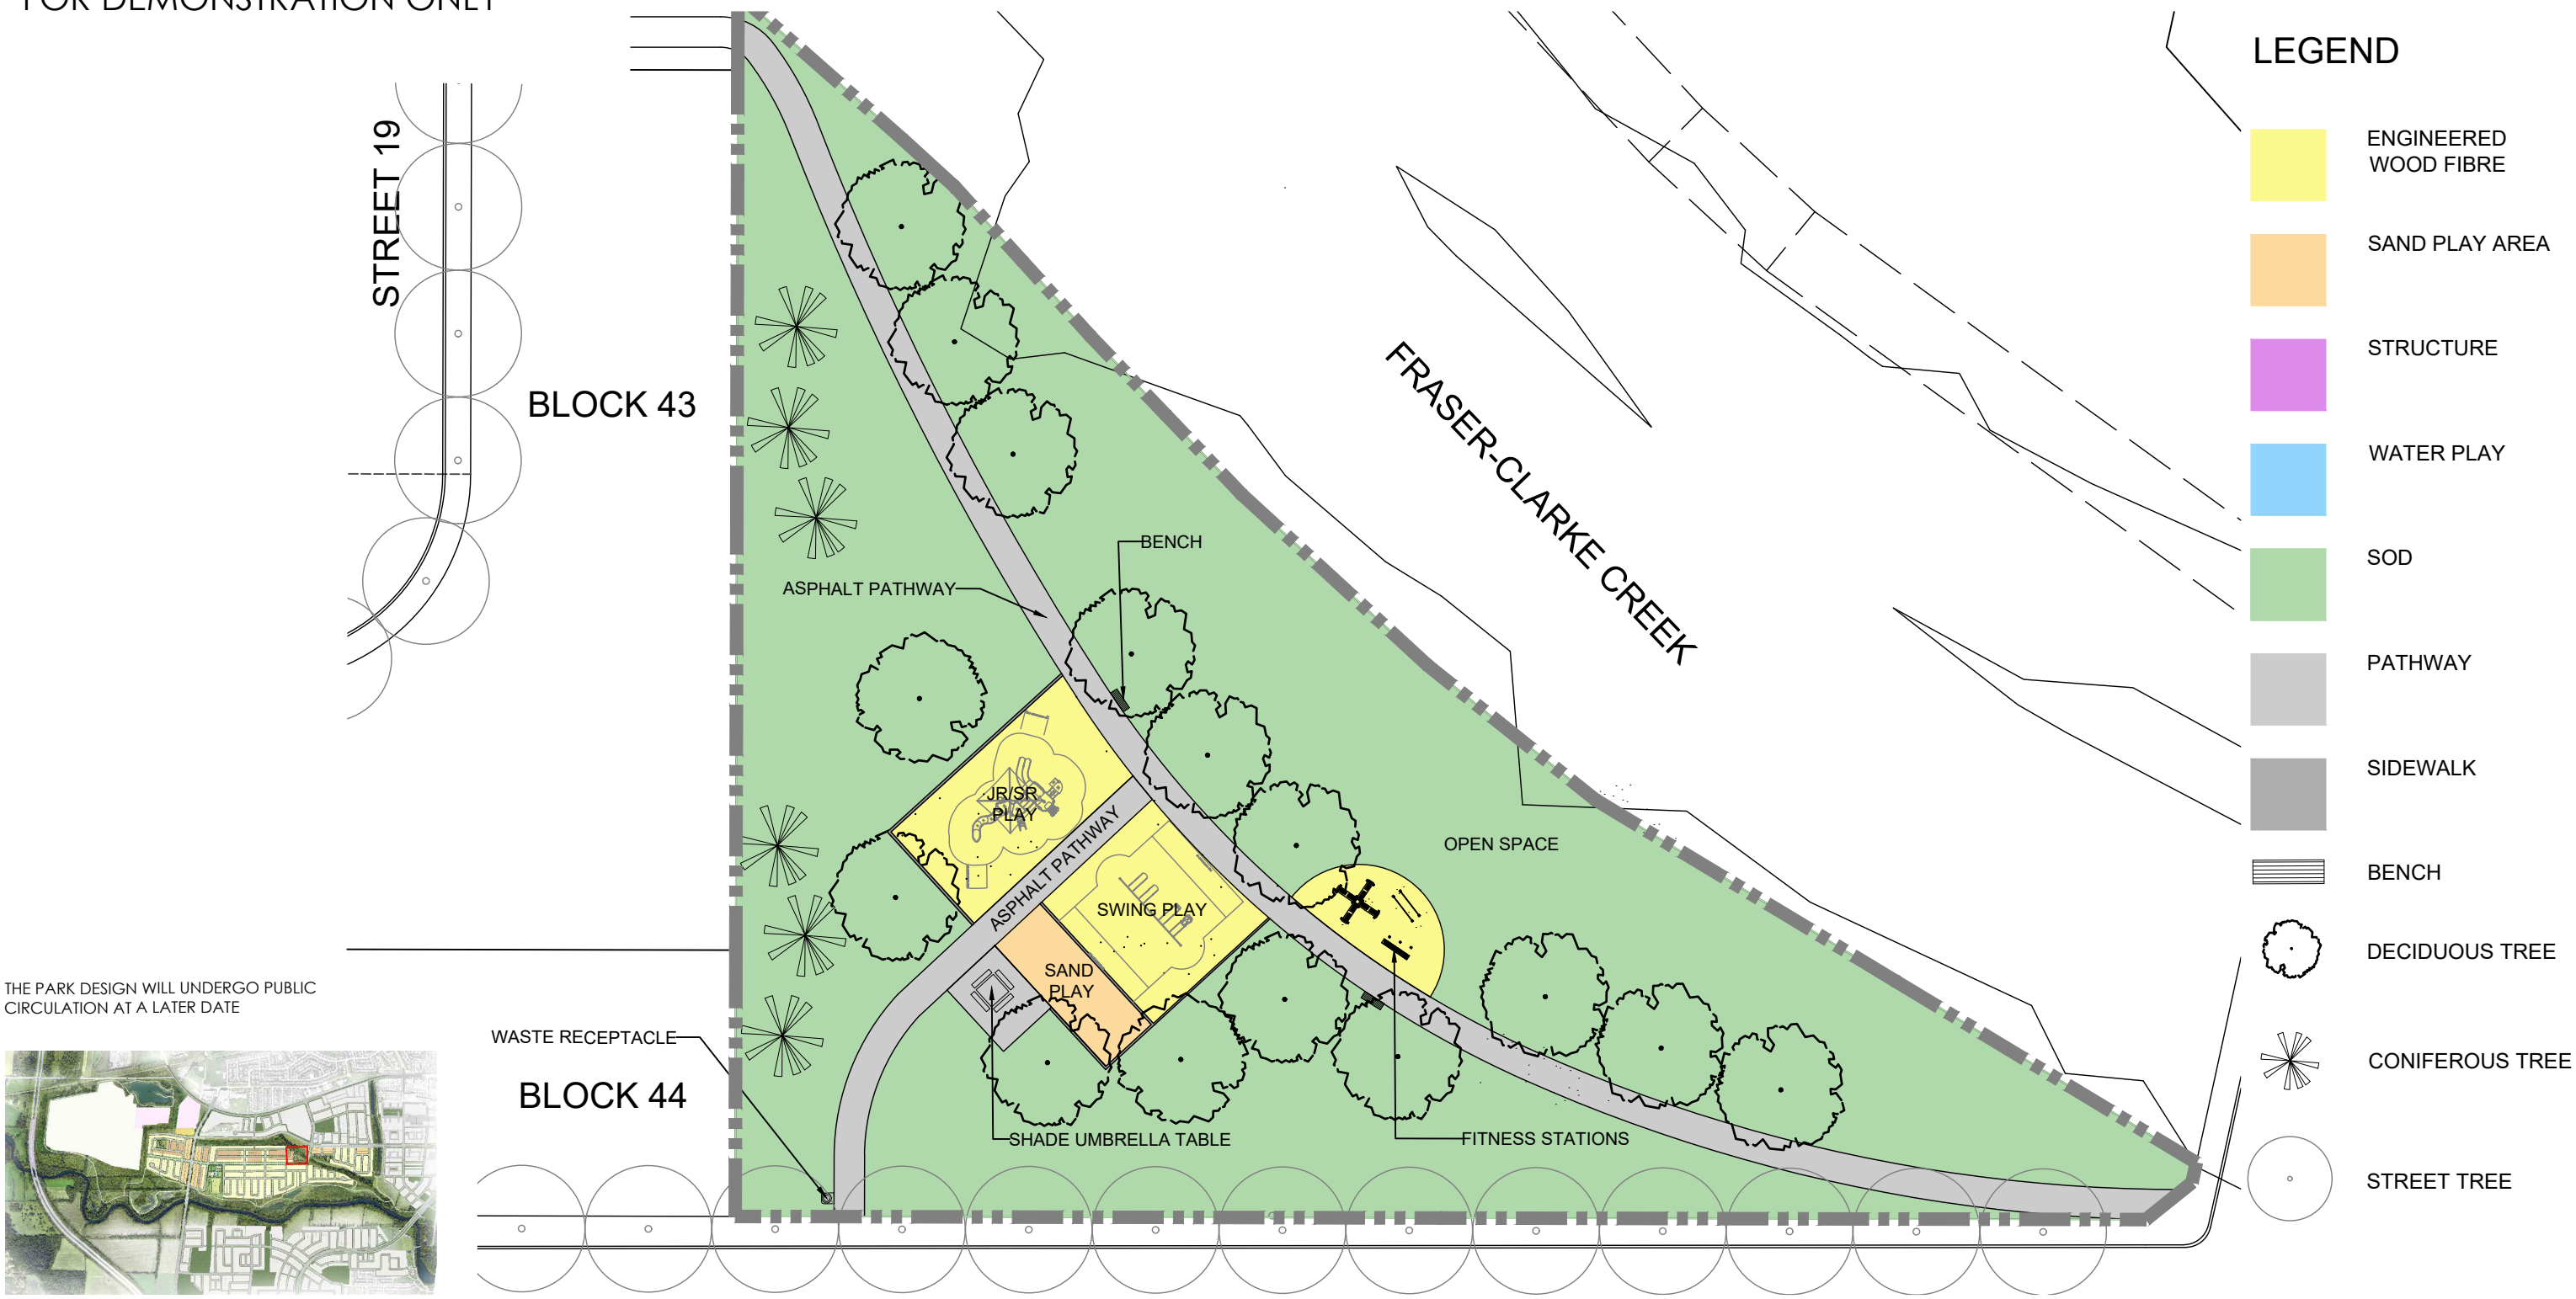 FOR DEMONSTRATION ONLY
STREET 19
BLOCK 43
FRASER-CLARKE CREEK
BENCH
ASPHALT PATHWAY
JR/SR
PLAY
ASPHALT PATHWAY
SWING PLAY
OPEN SPACE
SAND
PLAY
THE PARK DESIGN WILL UNDERGO PUBLIC
CIRCULATION AT A LATER DATE
WASTE RECEPTACLE
BLOCK 44
SHADE UMBRELLA TABLE
FITNESS STATIONS
LEGEND
ENGINEERED
WOOD FIBRE
SAND PLAY AREA
STRUCTURE
WATER PLAY
SOD
PATHWAY
SIDEWALK
BENCH
DECIDUOUS TREE
CONIFEROUS TREE
STREET TREE